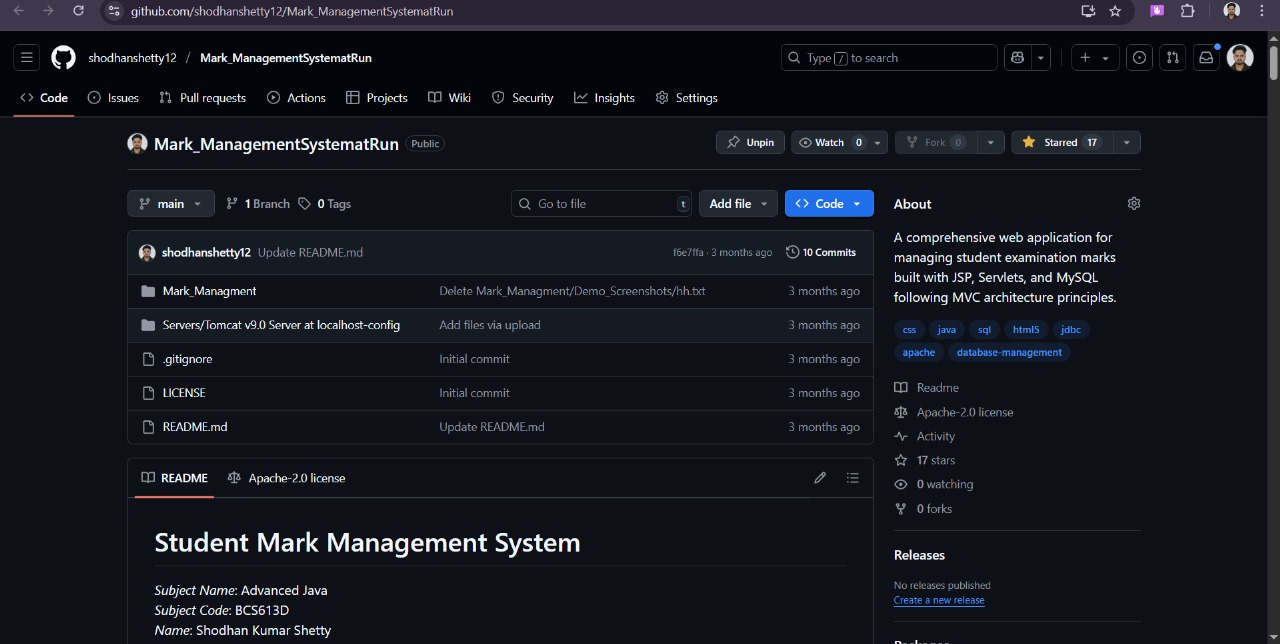 github.com/shodhanshetty12/Mark_ManagementSystematRun
shodhanshetty12 / Mark_ManagementSystematRun
Type / to search
Code Issues Pull requests Actions Projects Wiki Security Insights Settings
Mark_ManagementSystematRun Public
Unpin Watch 0 Fork 0 Starred 17
main 1 Branch 0 Tags
Go to file t Add file Code
shodhanshetty12 Update README.md f6e7ffa · 3 months ago 10 Commits
Mark_Managment Delete Mark_Managment/Demo_Screenshots/hh.txt 3 months ago
Servers/Tomcat v9.0 Server at localhost-config Add files via upload 3 months ago
.gitignore Initial commit 3 months ago
LICENSE Initial commit 3 months ago
README.md Update README.md 3 months ago
README Apache-2.0 license
Student Mark Management System
Subject Name: Advanced Java
Subject Code: BCS613D
Name: Shodhan Kumar Shetty
About
A comprehensive web application for
managing student examination marks
built with JSP, Servlets, and MySQL
following MVC architecture principles.
css java sql html5 jdbc
apache database-management
Readme
Apache-2.0 license
Activity
17 stars
0 watching
0 forks
Releases
No releases published
Create a new release